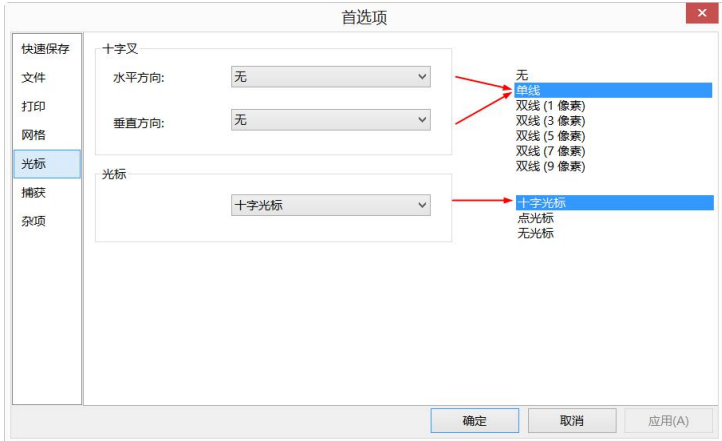 首选项
快速保存
文件
打印
网格
光标
捕获
杂项
十字叉
水平方向:
无
垂直方向:
无
光标
十字光标
无
单线
双线 (1 像素)
双线 (3 像素)
双线 (5 像素)
双线 (7 像素)
双线 (9 像素)
十字光标
点光标
无光标
确定
取消
应用(A)